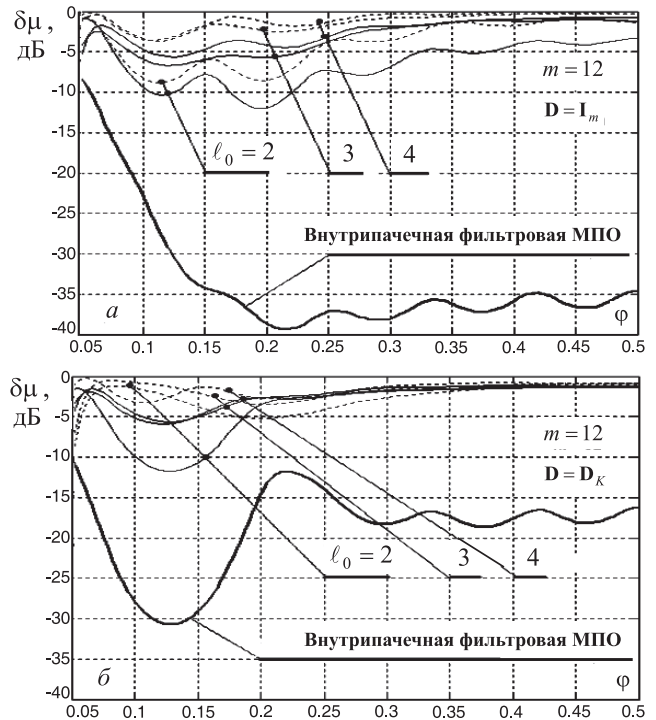 δμ ,
дБ
0
-5
-10
-15
-20
-25
-30
-35
-40
m = 12
D = I_m
ℓ_0 = 2
3
4
Внутрипачечная фильтровая МПО
а
φ
0.05 0.1 0.15 0.2 0.25 0.3 0.35 0.4 0.45 0.5
δμ ,
дБ
0
-5
-10
-15
-20
-25
-30
-35
-40
m = 12
D = D_K
ℓ_0 = 2
3
4
Внутрипачечная фильтровая МПО
б
φ
0.05 0.1 0.15 0.2 0.25 0.3 0.35 0.4 0.45 0.5